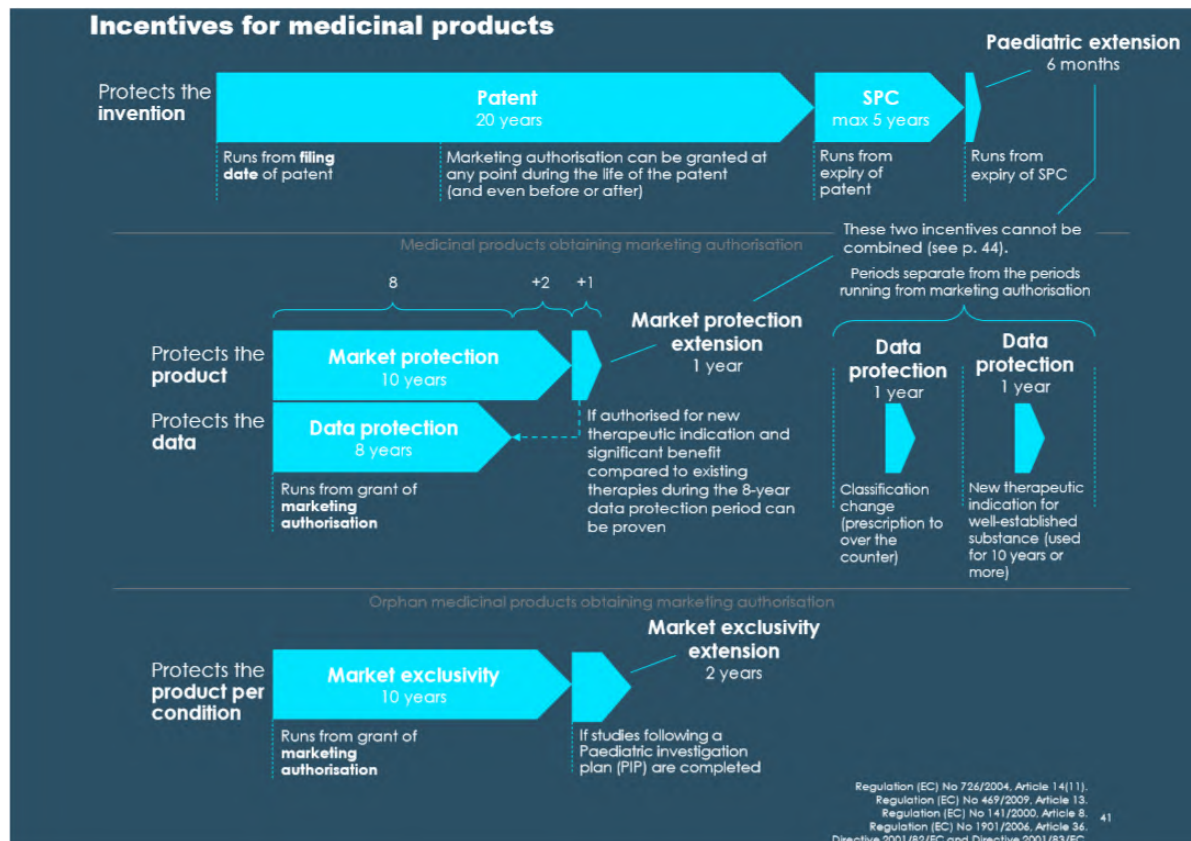 Incentives for medicinal products
Paediatric extension
6 months
Protects the
invention
Patent
20 years
SPC
max 5 years
Runs from filing
date of patent
Marketing authorisation can be granted at
any point during the life of the patent
(and even before or after)
Runs from
expiry of
patent
Runs from
expiry of SPC
These two incentives cannot be
combined (see p. 44).
Medicinal products obtaining marketing authorisation
Periods separate from the periods
running from marketing authorisation
8
+2
+1
Market protection
extension
1 year
Protects the
product
Market protection
10 years
Protects the
data
Data protection
8 years
Runs from grant of
marketing
authorisation
If authorised for new
therapeutic indication and
significant benefit
compared to existing
therapies during the 8-year
data protection period can
be proven
Data
protection
1 year
Classification
change
(prescription to
over the
counter)
Data
protection
1 year
New therapeutic
indication for
well-established
substance (used
for 10 years or
more)
Orphan medicinal products obtaining marketing authorisation
Protects the
product per
condition
Market exclusivity
10 years
Market exclusivity
extension
2 years
Runs from grant of
marketing
authorisation
If studies following a
Paediatric investigation
plan (PIP) are completed
Regulation (EC) No 726/2004, Article 14(11).
Regulation (EC) No 469/2009, Article 13.
Regulation (EC) No 141/2000, Article 8.
41
Regulation (EC) No 1901/2006, Article 36.
Directive 2001/82/EC and Directive 2001/83/EC.